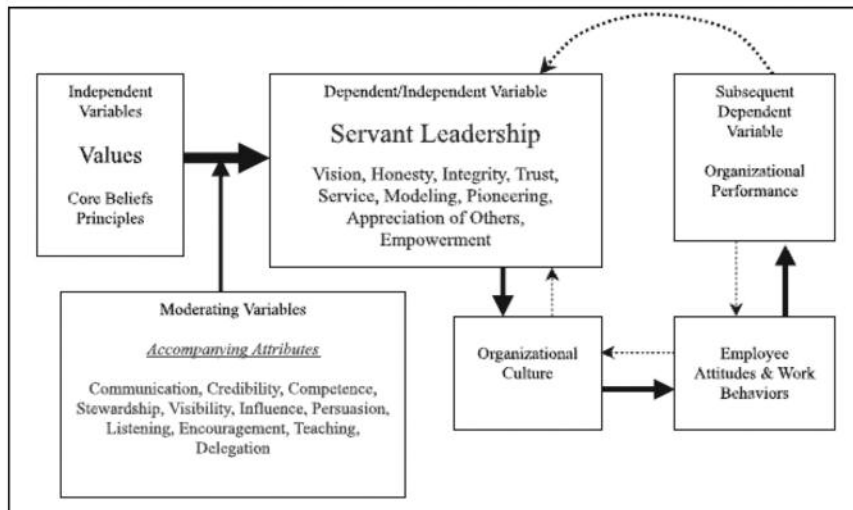 Independent
Variables
Values
Core Beliefs
Principles
Dependent/Independent Variable
Servant Leadership
Vision, Honesty, Integrity, Trust,
Service, Modeling, Pioneering,
Appreciation of Others,
Empowerment
Subsequent
Dependent
Variable
Organizational
Performance
Moderating Variables
Accompanying Attributes
Communication, Credibility, Competence,
Stewardship, Visibility, Influence, Persuasion,
Listening, Encouragement, Teaching,
Delegation
Organizational
Culture
Employee
Attitudes & Work
Behaviors